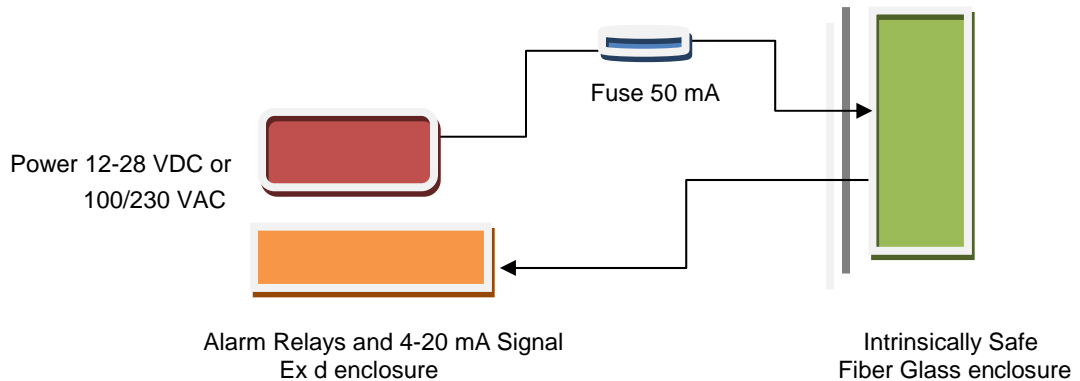 Fuse 50 mA
Power 12-28 VDC or
100/230 VAC
Alarm Relays and 4-20 mA Signal
Ex d enclosure
Intrinsically Safe
Fiber Glass enclosure